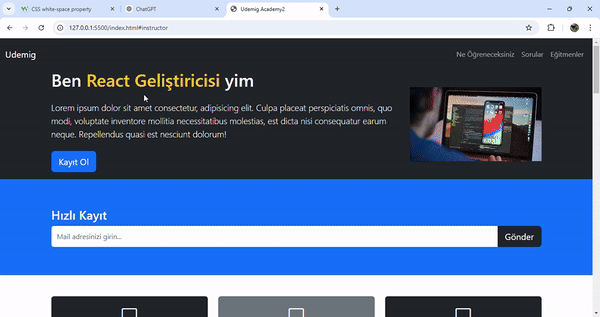 CSS white-space property
ChatGPT
Udemig Academy2
127.0.0.1:5500/index.html#instructor
Udemig
Ne Öğreneceksiniz Sorular Eğitmenler
Ben React Geliştiricisi yim
Lorem ipsum dolor sit amet consectetur, adipisicing elit. Culpa placeat perspiciatis omnis, quo
modi, voluptate inventore mollitia necessitatibus molestias, est dicta nisi consequatur earum
neque. Repellendus quasi est nesciunt dolorum!
Kayıt Ol
Hızlı Kayıt
Mail adresinizi girin...
Gönder